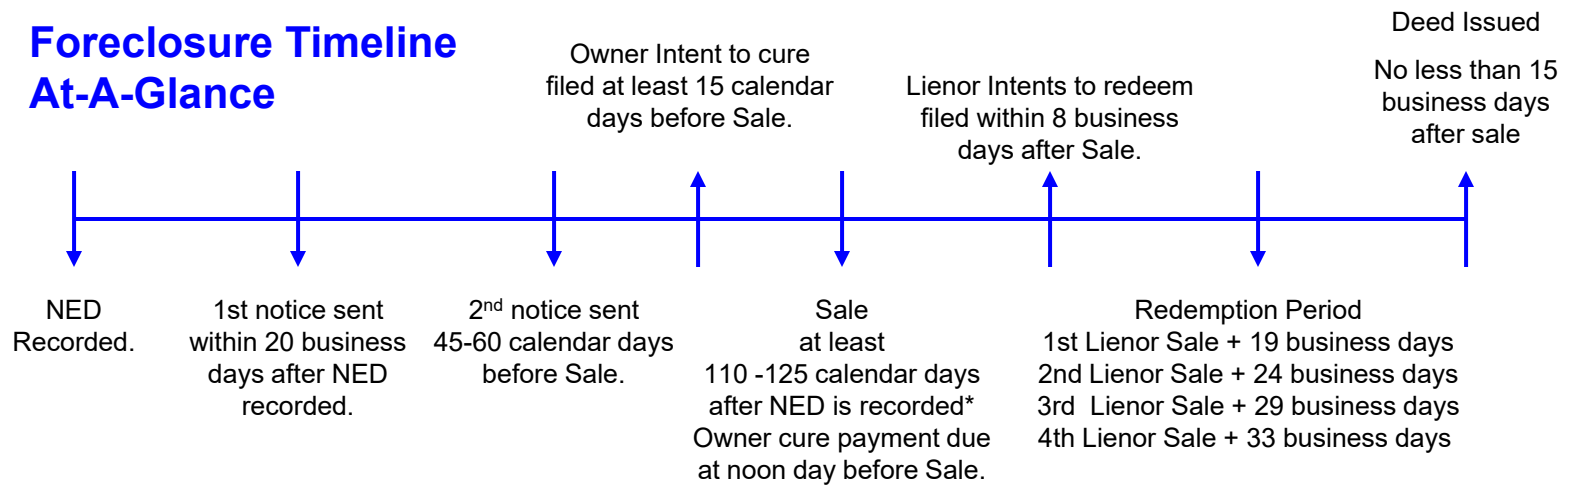 Foreclosure Timeline
At-A-Glance
Owner Intent to cure
filed at least 15 calendar
days before Sale.
Lienor Intents to redeem
filed within 8 business
days after Sale.
Deed Issued
No less than 15
business days
after sale
NED
Recorded.
1st notice sent
within 20 business
days after NED
recorded.
2nd notice sent
45-60 calendar days
before Sale.
Sale
at least
110 -125 calendar days
after NED is recorded*
Owner cure payment due
at noon day before Sale.
Redemption Period
1st Lienor Sale + 19 business days
2nd Lienor Sale + 24 business days
3rd  Lienor Sale + 29 business days
4th Lienor Sale + 33 business days